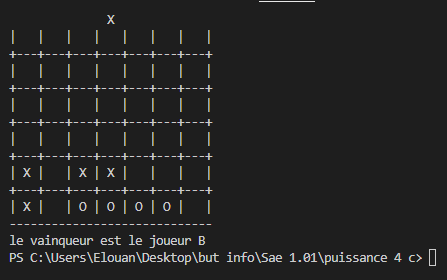 X
|   |   |   |   |   |   |   |
+---+---+---+---+---+---+---+
|   |   |   |   |   |   |   |
+---+---+---+---+---+---+---+
|   |   |   |   |   |   |   |
+---+---+---+---+---+---+---+
|   |   |   |   |   |   |   |
+---+---+---+---+---+---+---+
| X |   | X | X |   |   |   |
+---+---+---+---+---+---+---+
| X |   | O | O | O | O |   |
-----------------------------
le vainqueur est le joueur B
PS C:\Users\Elouan\Desktop\but info\Sae 1.01\puissance 4 c>